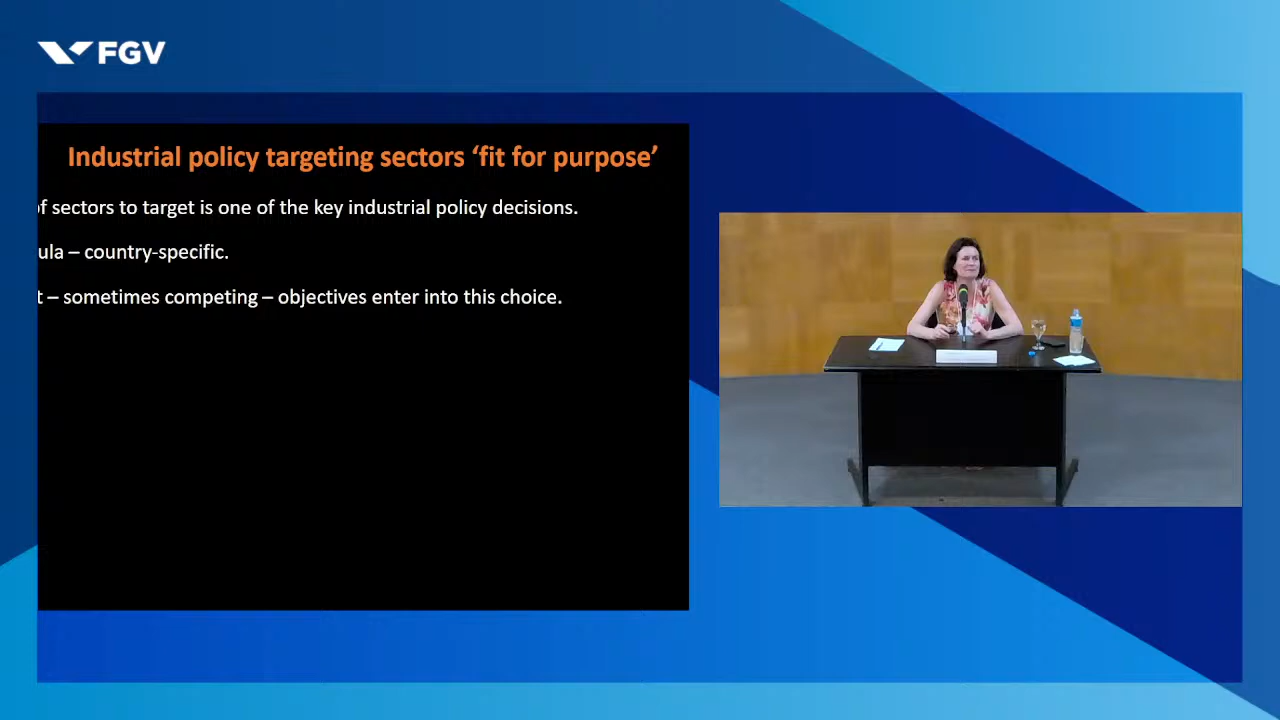 FGV
Industrial policy targeting sectors ‘fit for purpose’
of sectors to target is one of the key industrial policy decisions.
ula – country-specific.
t – sometimes competing – objectives enter into this choice.